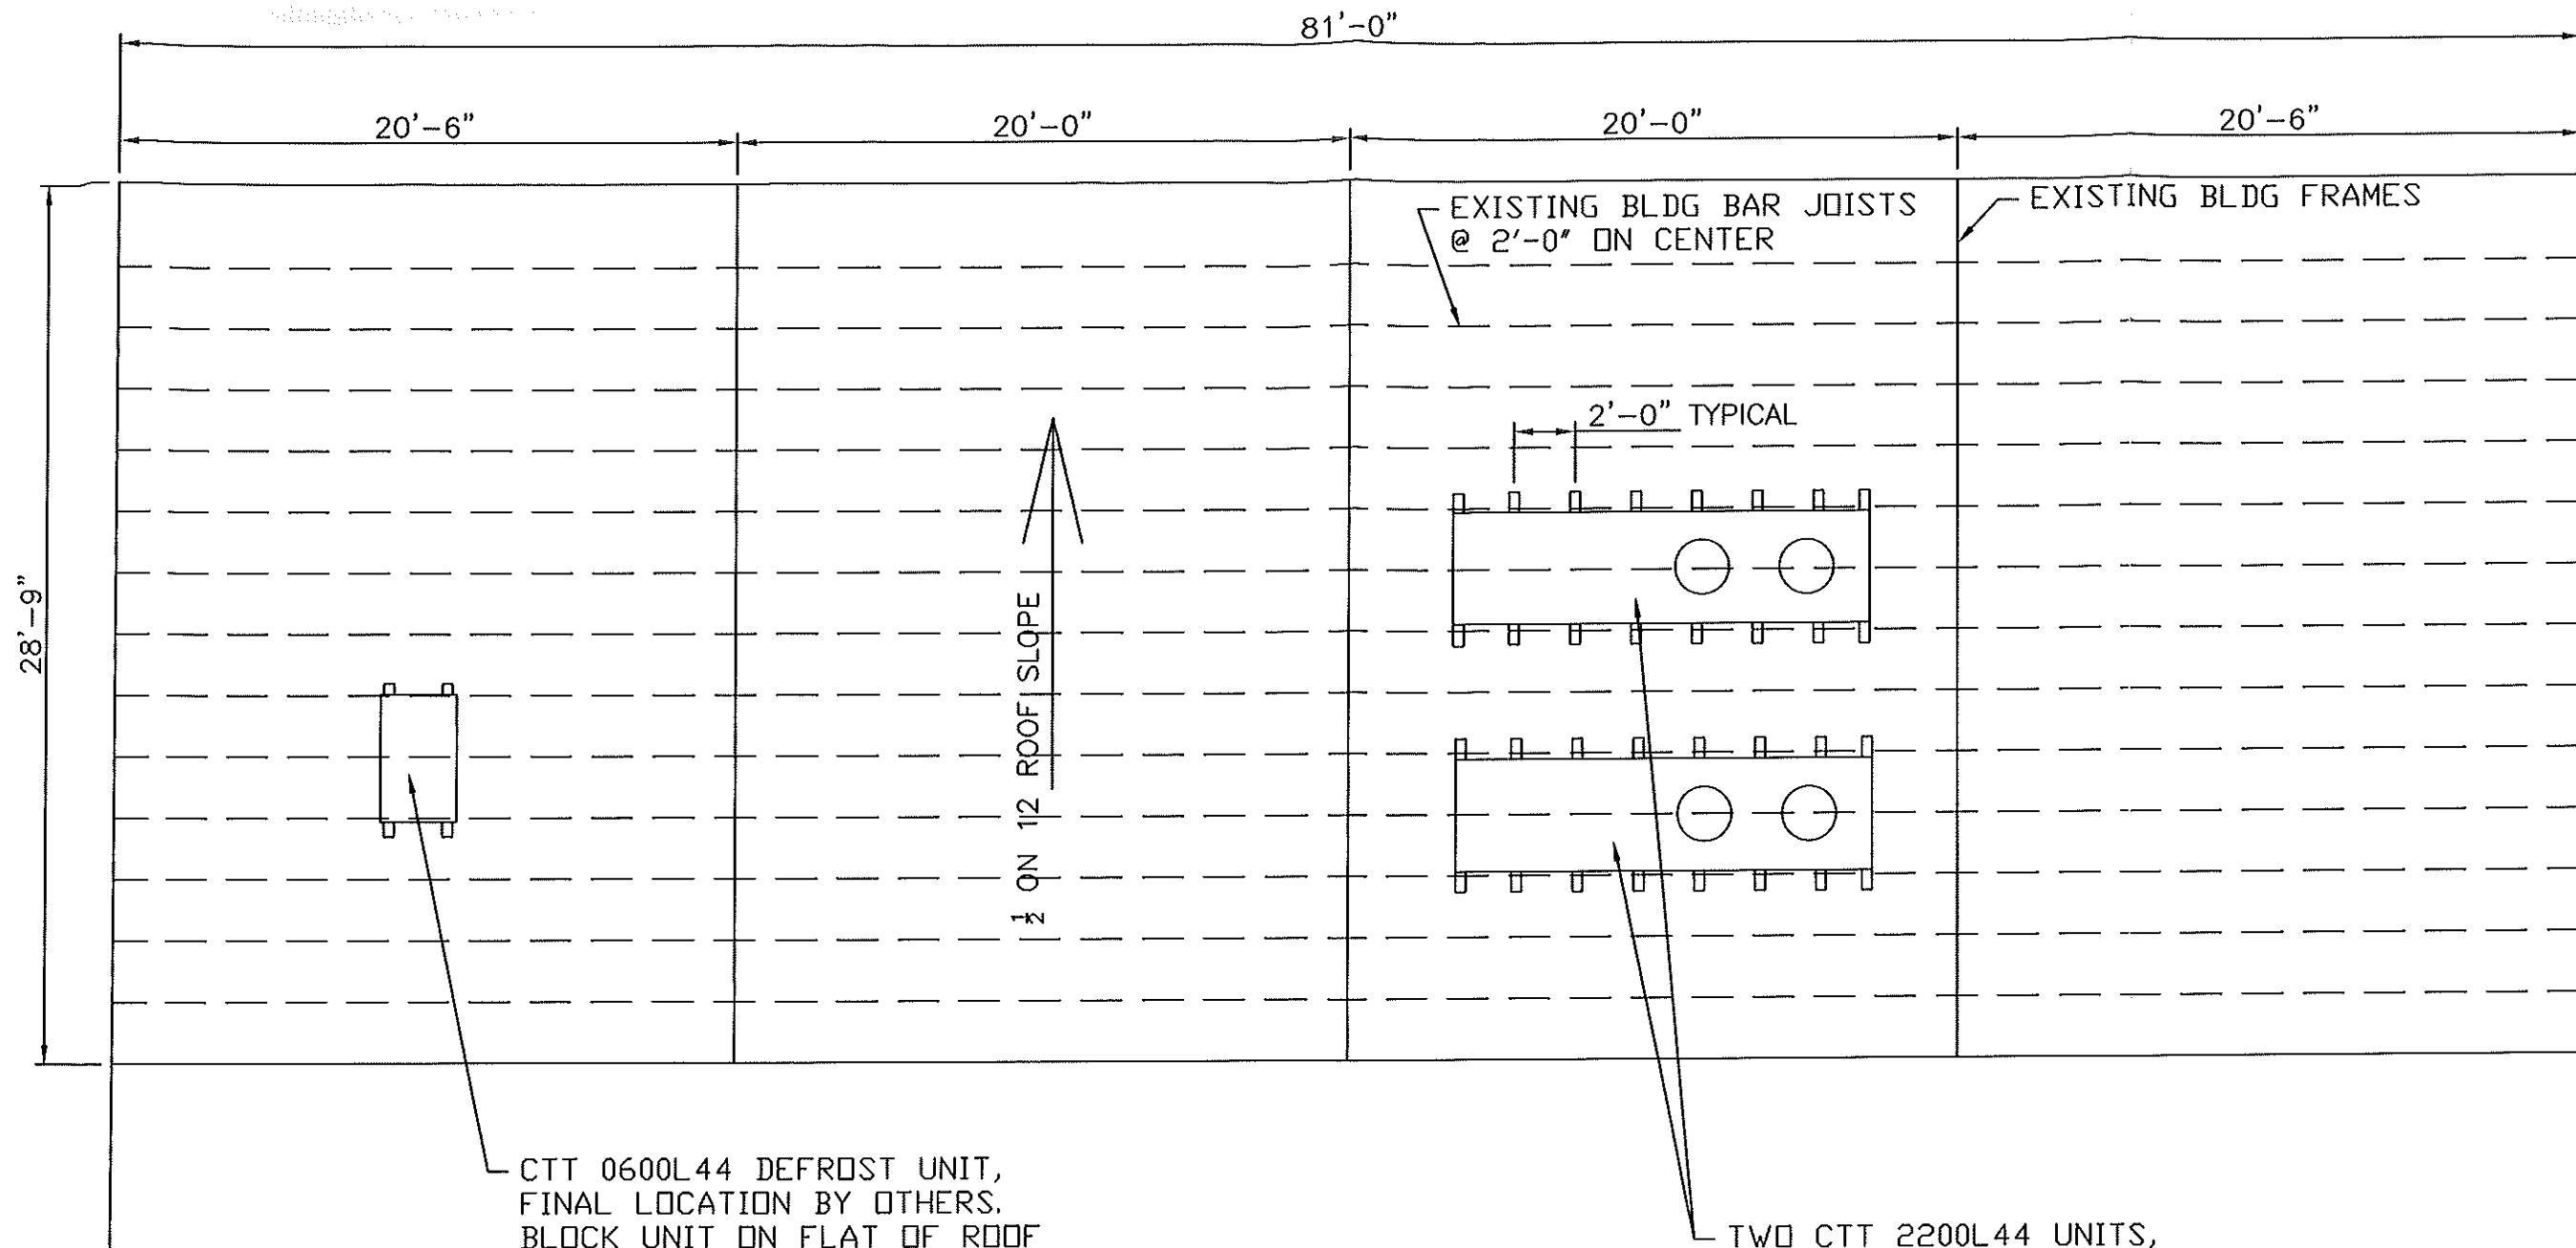 81'-0"
20'-6"
20'-0"
20'-0"
20'-6"
EXISTING BLDG BAR JOISTS
@ 2'-0" ON CENTER
EXISTING BLDG FRAMES
2'-0" TYPICAL
28'-9"
½ ON 12 ROOF SLOPE
CTT 0600L44 DEFROST UNIT,
FINAL LOCATION BY OTHERS.
BLOCK UNIT ON FLAT OF ROOF
TWO CTT 2200L44 UNITS,